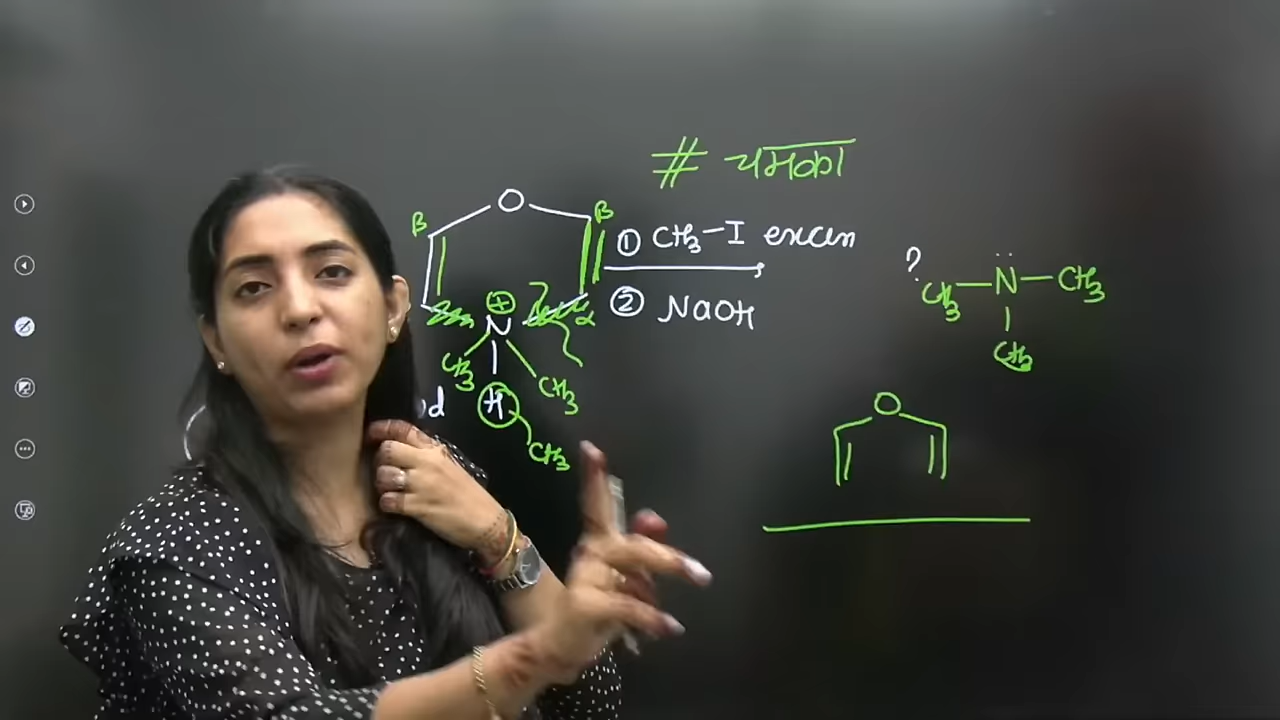 # चमका
O
β
β
① CH3-I excess
② NaOH
⊕
N
α
CH3
CH3
H
CH3
d
?
CH3-N̈-CH3
CH3
O